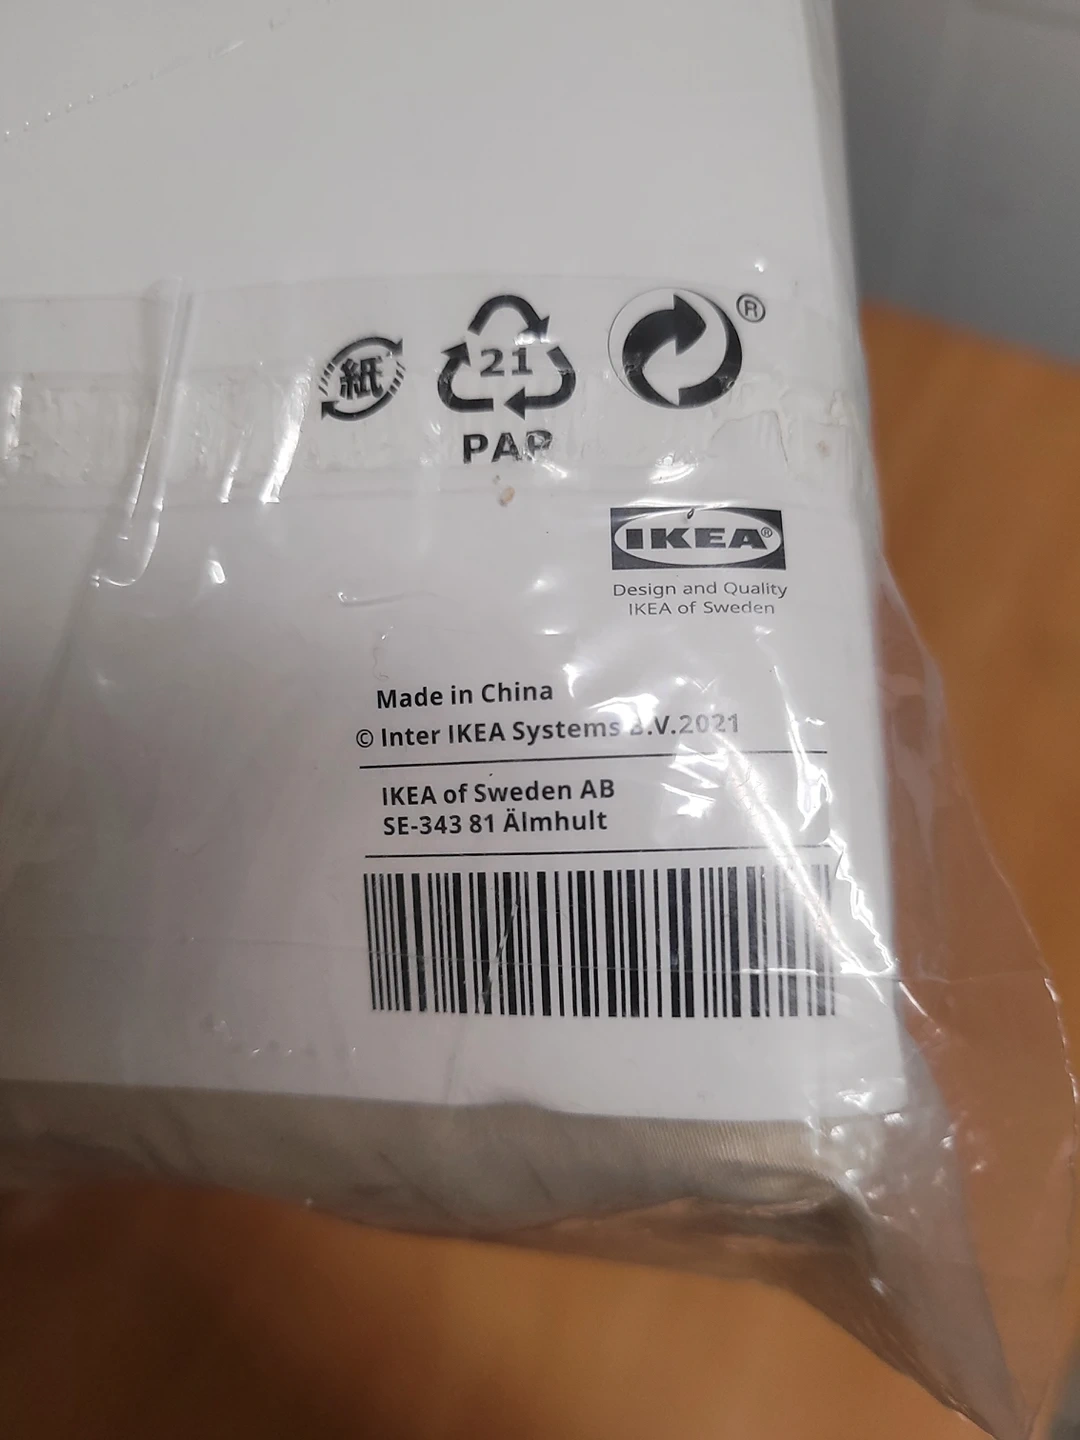 紙
21
PAP
®
IKEA®
Design and Quality
IKEA of Sweden
Made in China
© Inter IKEA Systems B.V.2021
IKEA of Sweden AB
SE-343 81 Älmhult